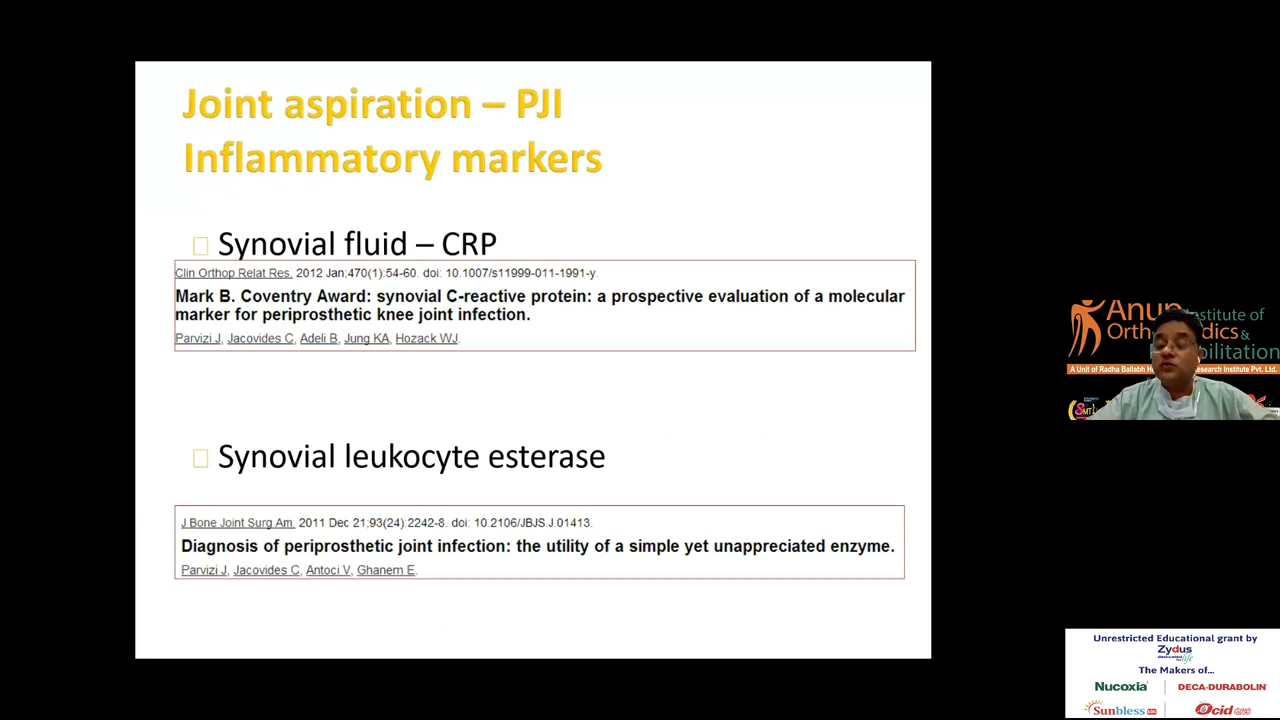 Joint aspiration – PJI
Inflammatory markers
Synovial fluid – CRP
Clin Orthop Relat Res. 2012 Jan;470(1):54-60. doi: 10.1007/s11999-011-1991-y.
Mark B. Coventry Award: synovial C-reactive protein: a prospective evaluation of a molecular
marker for periprosthetic knee joint infection.
Parvizi J, Jacovides C, Adeli B, Jung KA, Hozack WJ.
Synovial leukocyte esterase
J Bone Joint Surg Am. 2011 Dec 21;93(24):2242-8. doi: 10.2106/JBJS.J.01413.
Diagnosis of periprosthetic joint infection: the utility of a simple yet unappreciated enzyme.
Parvizi J, Jacovides C, Antoci V, Ghanem E.
Anup Institute of
&
A Unit of Radha Ballabh
Research Institute Pvt. Ltd.
SMT
Unrestricted Educational grant by
Zydus
life
The Makers of...
Nucoxia
DECA-DURABOLIN
Sunbless
Ocid